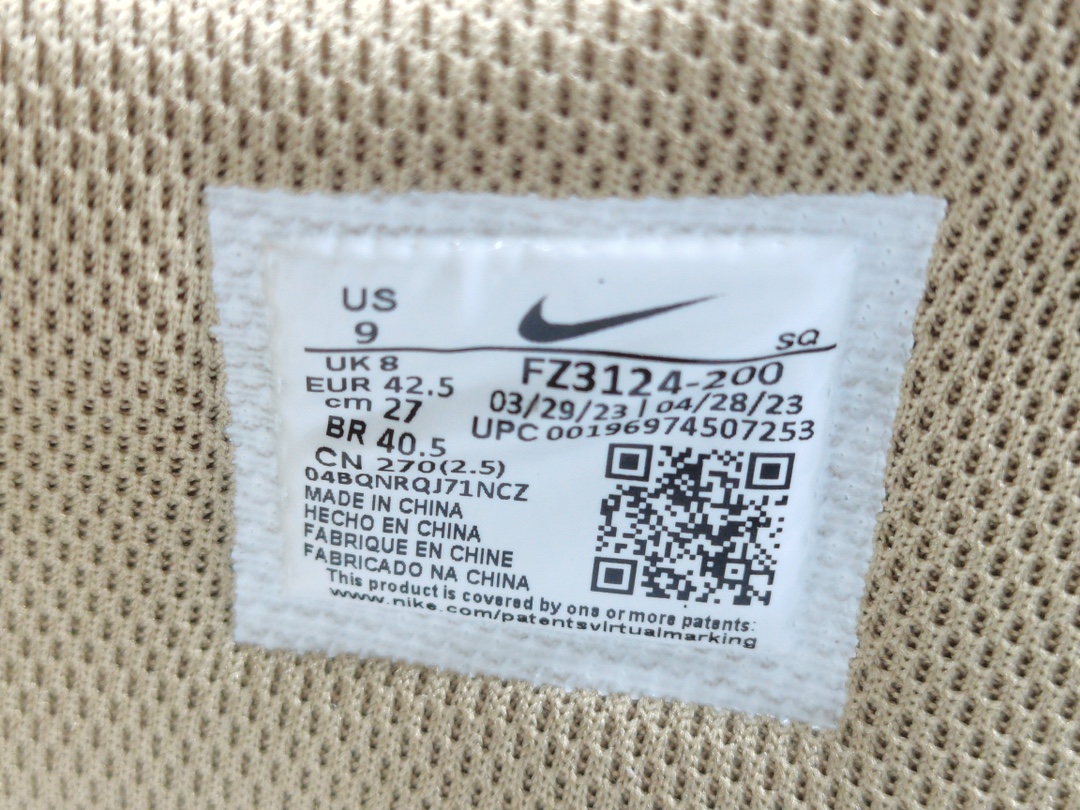 US
9
SQ
UK 8
EUR 42.5
cm 27
BR 40.5
CN 270(2.5)
04BQNRQJ71NCZ
MADE IN CHINA
HECHO EN CHINA
FABRIQUE EN CHINE
FABRICADO NA CHINA
FZ3124-200
03/29/23 | 04/28/23
UPC 00196974507253
This product is covered by one or more patents:
www.nike.com/patentsvirtualmarking